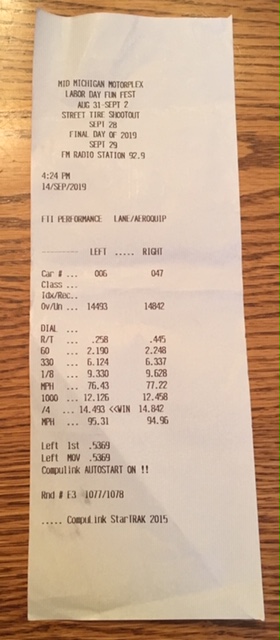 MID MICHIGAN MOTORPLEX
LABOR DAY FUN FEST
AUG 31-SEPT 2
STREET TIRE SHOOTOUT
SEPT 28
FINAL DAY OF 2019
SEPT 29
FM RADIO STATION 92.9
4:24 PM
14/SEP/2019
FTI PERFORMANCE LANE/AEROQUIP
---------- LEFT ..... RIGHT
Car # ... 006 047
Class ...
Idx/Rec..
Ov/Un ... 14493 14842
DIAL ...
R/T ... .258 .445
60 ... 2.190 2.248
330 ... 6.124 6.337
1/8 ... 9.330 9.628
MPH ... 76.43 77.22
1000 ... 12.126 12.458
/4 ... 14.493 <<WIN 14.842
MPH ... 95.31 94.96
Left 1st .5369
Left MOV .5369
Compulink AUTOSTART ON !!
Rnd # E3 1077/1078
..... CompuLink StarTRAK 2015